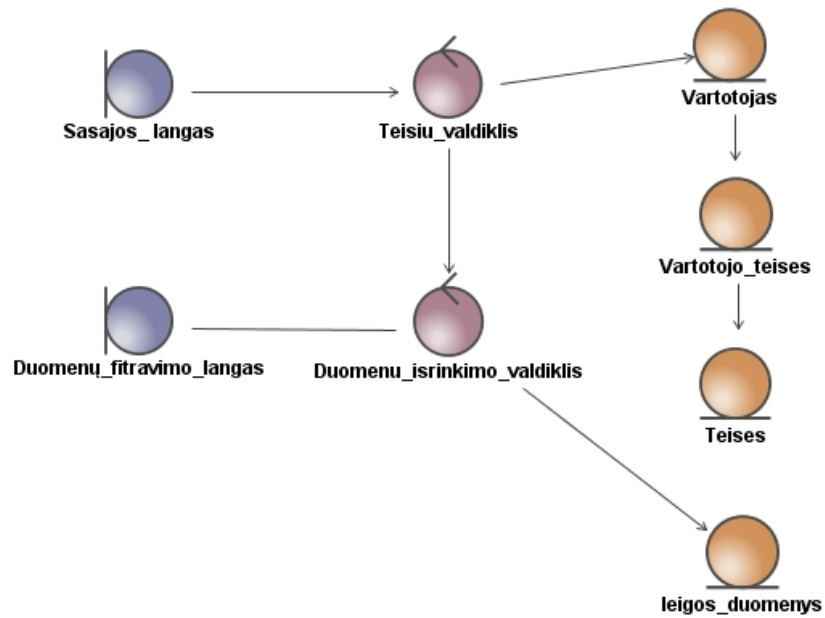 Vartotojas
Sasajos_ langas
Teisiu_valdiklis
Vartotojo_teises
Duomenų_fitravimo_langas
Duomenu_isrinkimo_valdiklis
Teises
Ieigos_duomenys